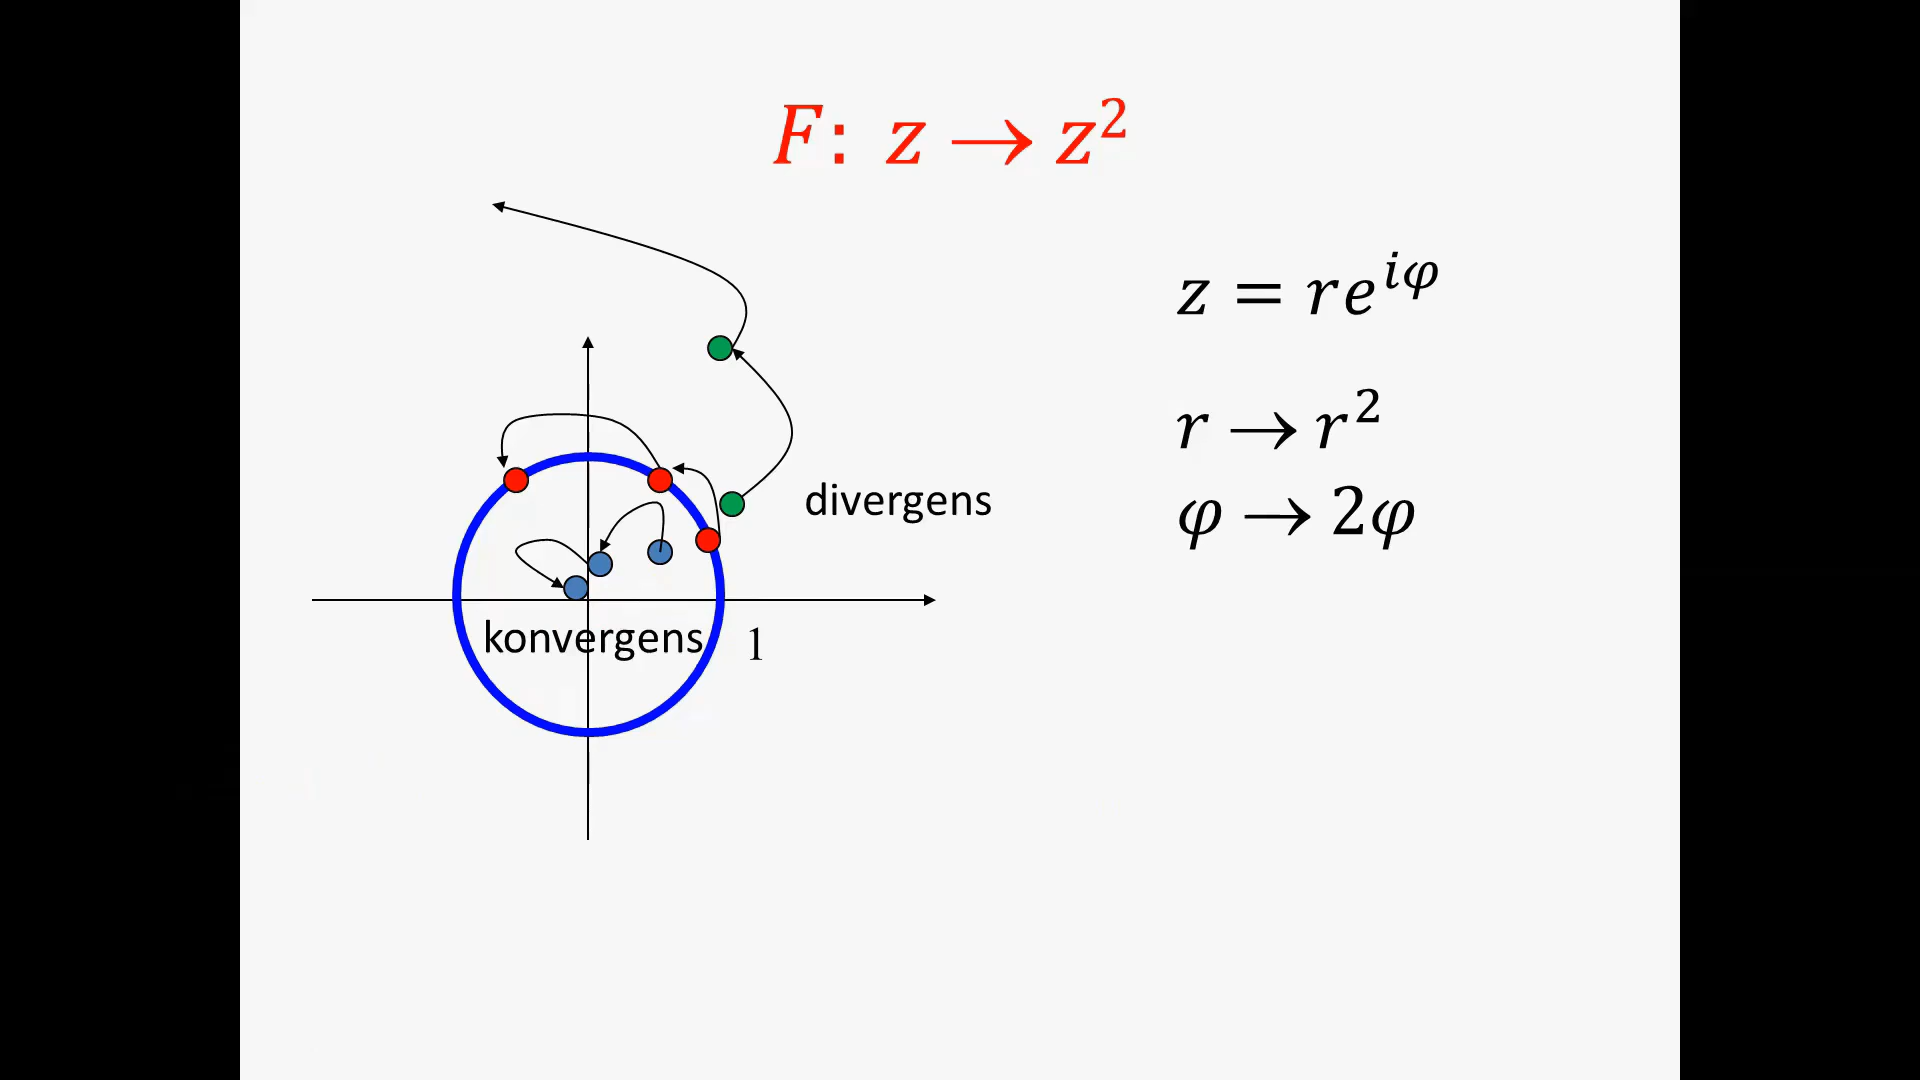 F: z → z²
z = re^{iφ}
r → r²
φ → 2φ
divergens
konvergens
1